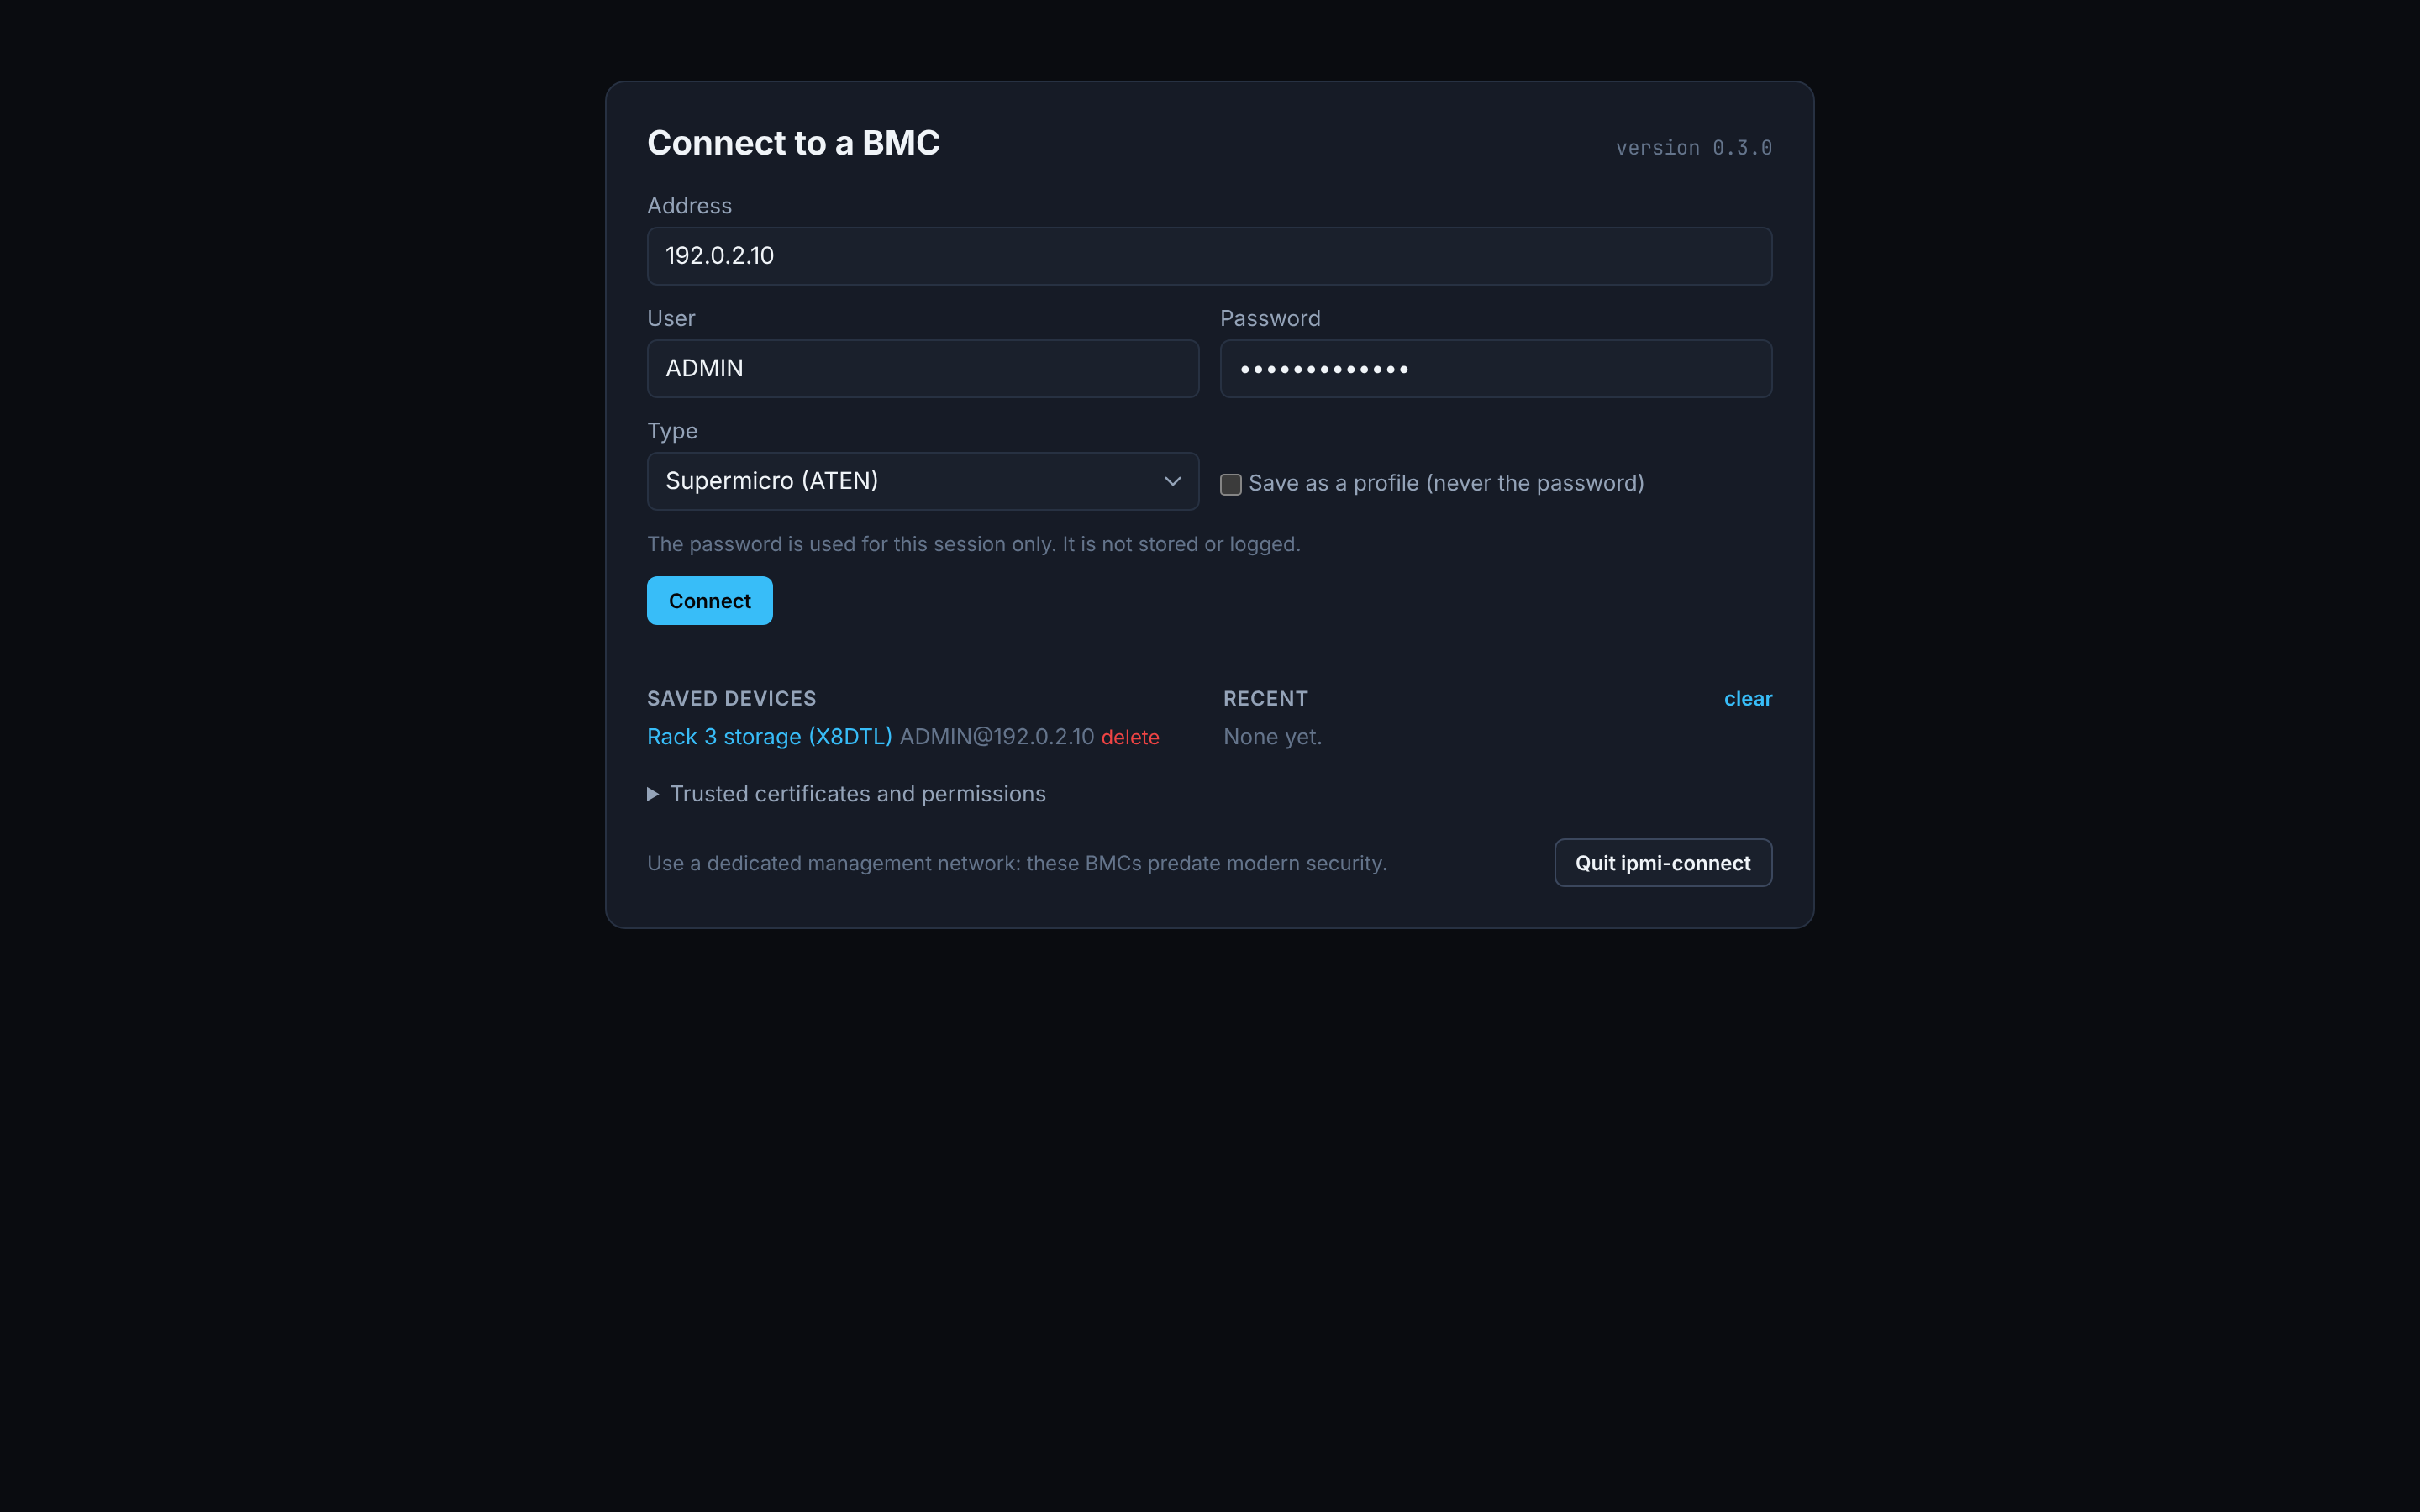 Connect to a BMC
version 0.3.0
Address
192.0.2.10
User
Password
ADMIN
•••••••••••••
Type
Supermicro (ATEN)
Save as a profile (never the password)
The password is used for this session only. It is not stored or logged.
Connect
SAVED DEVICES
Rack 3 storage (X8DTL) ADMIN@192.0.2.10 delete
RECENT
clear
None yet.
Trusted certificates and permissions
Use a dedicated management network: these BMCs predate modern security.
Quit ipmi-connect